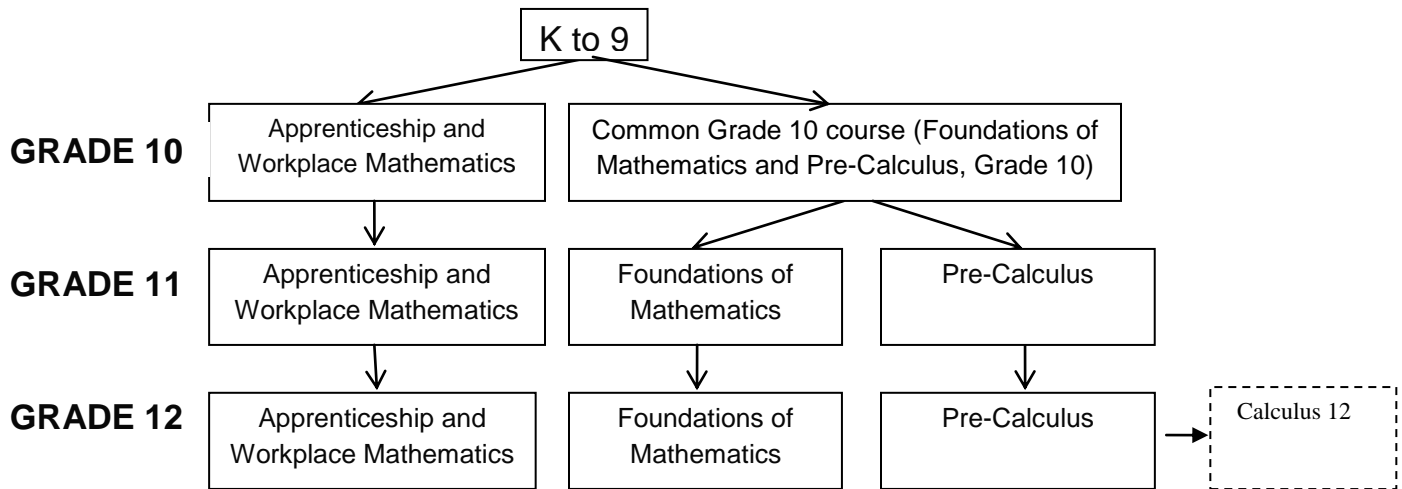 K to 9
GRADE 10
Apprenticeship and
Workplace Mathematics
Common Grade 10 course (Foundations of
Mathematics and Pre-Calculus, Grade 10)
GRADE 11
Apprenticeship and
Workplace Mathematics
Foundations of
Mathematics
Pre-Calculus
GRADE 12
Apprenticeship and
Workplace Mathematics
Foundations of
Mathematics
Pre-Calculus
Calculus 12